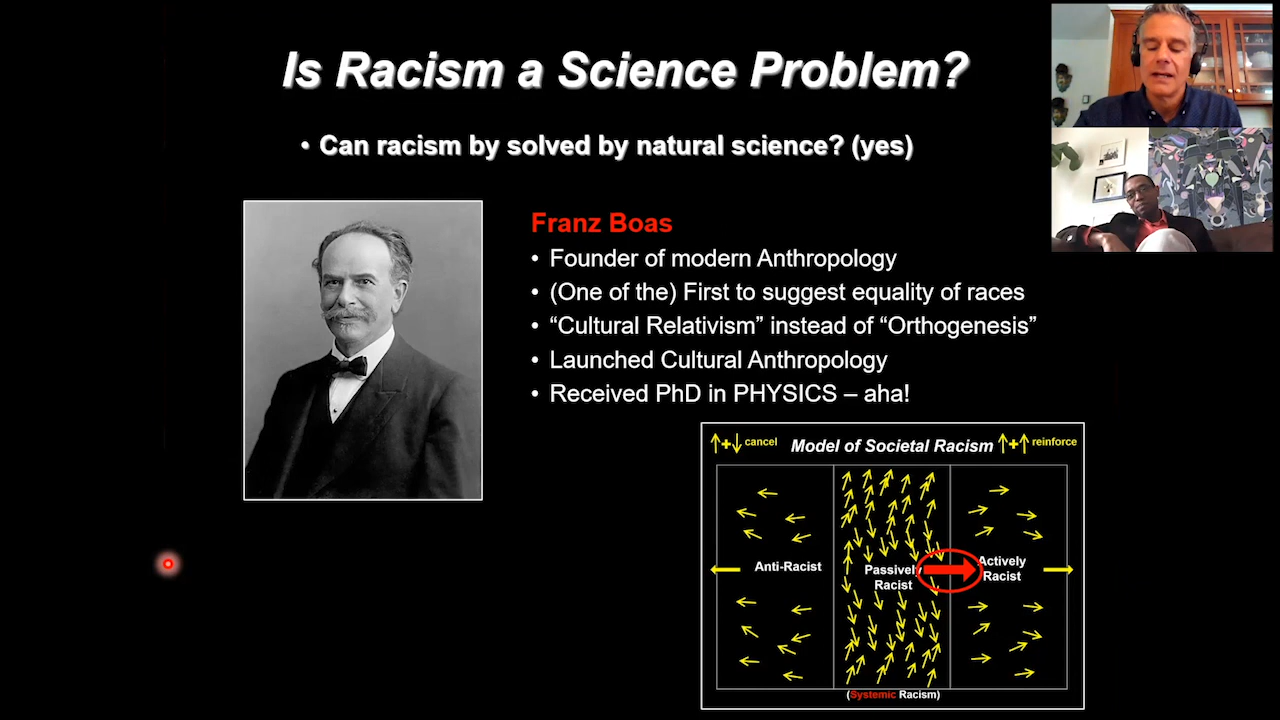 Is Racism a Science Problem?
• Can racism by solved by natural science? (yes)
Franz Boas
• Founder of modern Anthropology
• (One of the) First to suggest equality of races
• “Cultural Relativism” instead of “Orthogenesis”
• Launched Cultural Anthropology
• Received PhD in PHYSICS – aha!
↑+↓ cancel Model of Societal Racism ↑+↑ reinforce
Anti-Racist
Passively
Racist
Actively
Racist
(Systemic Racism)